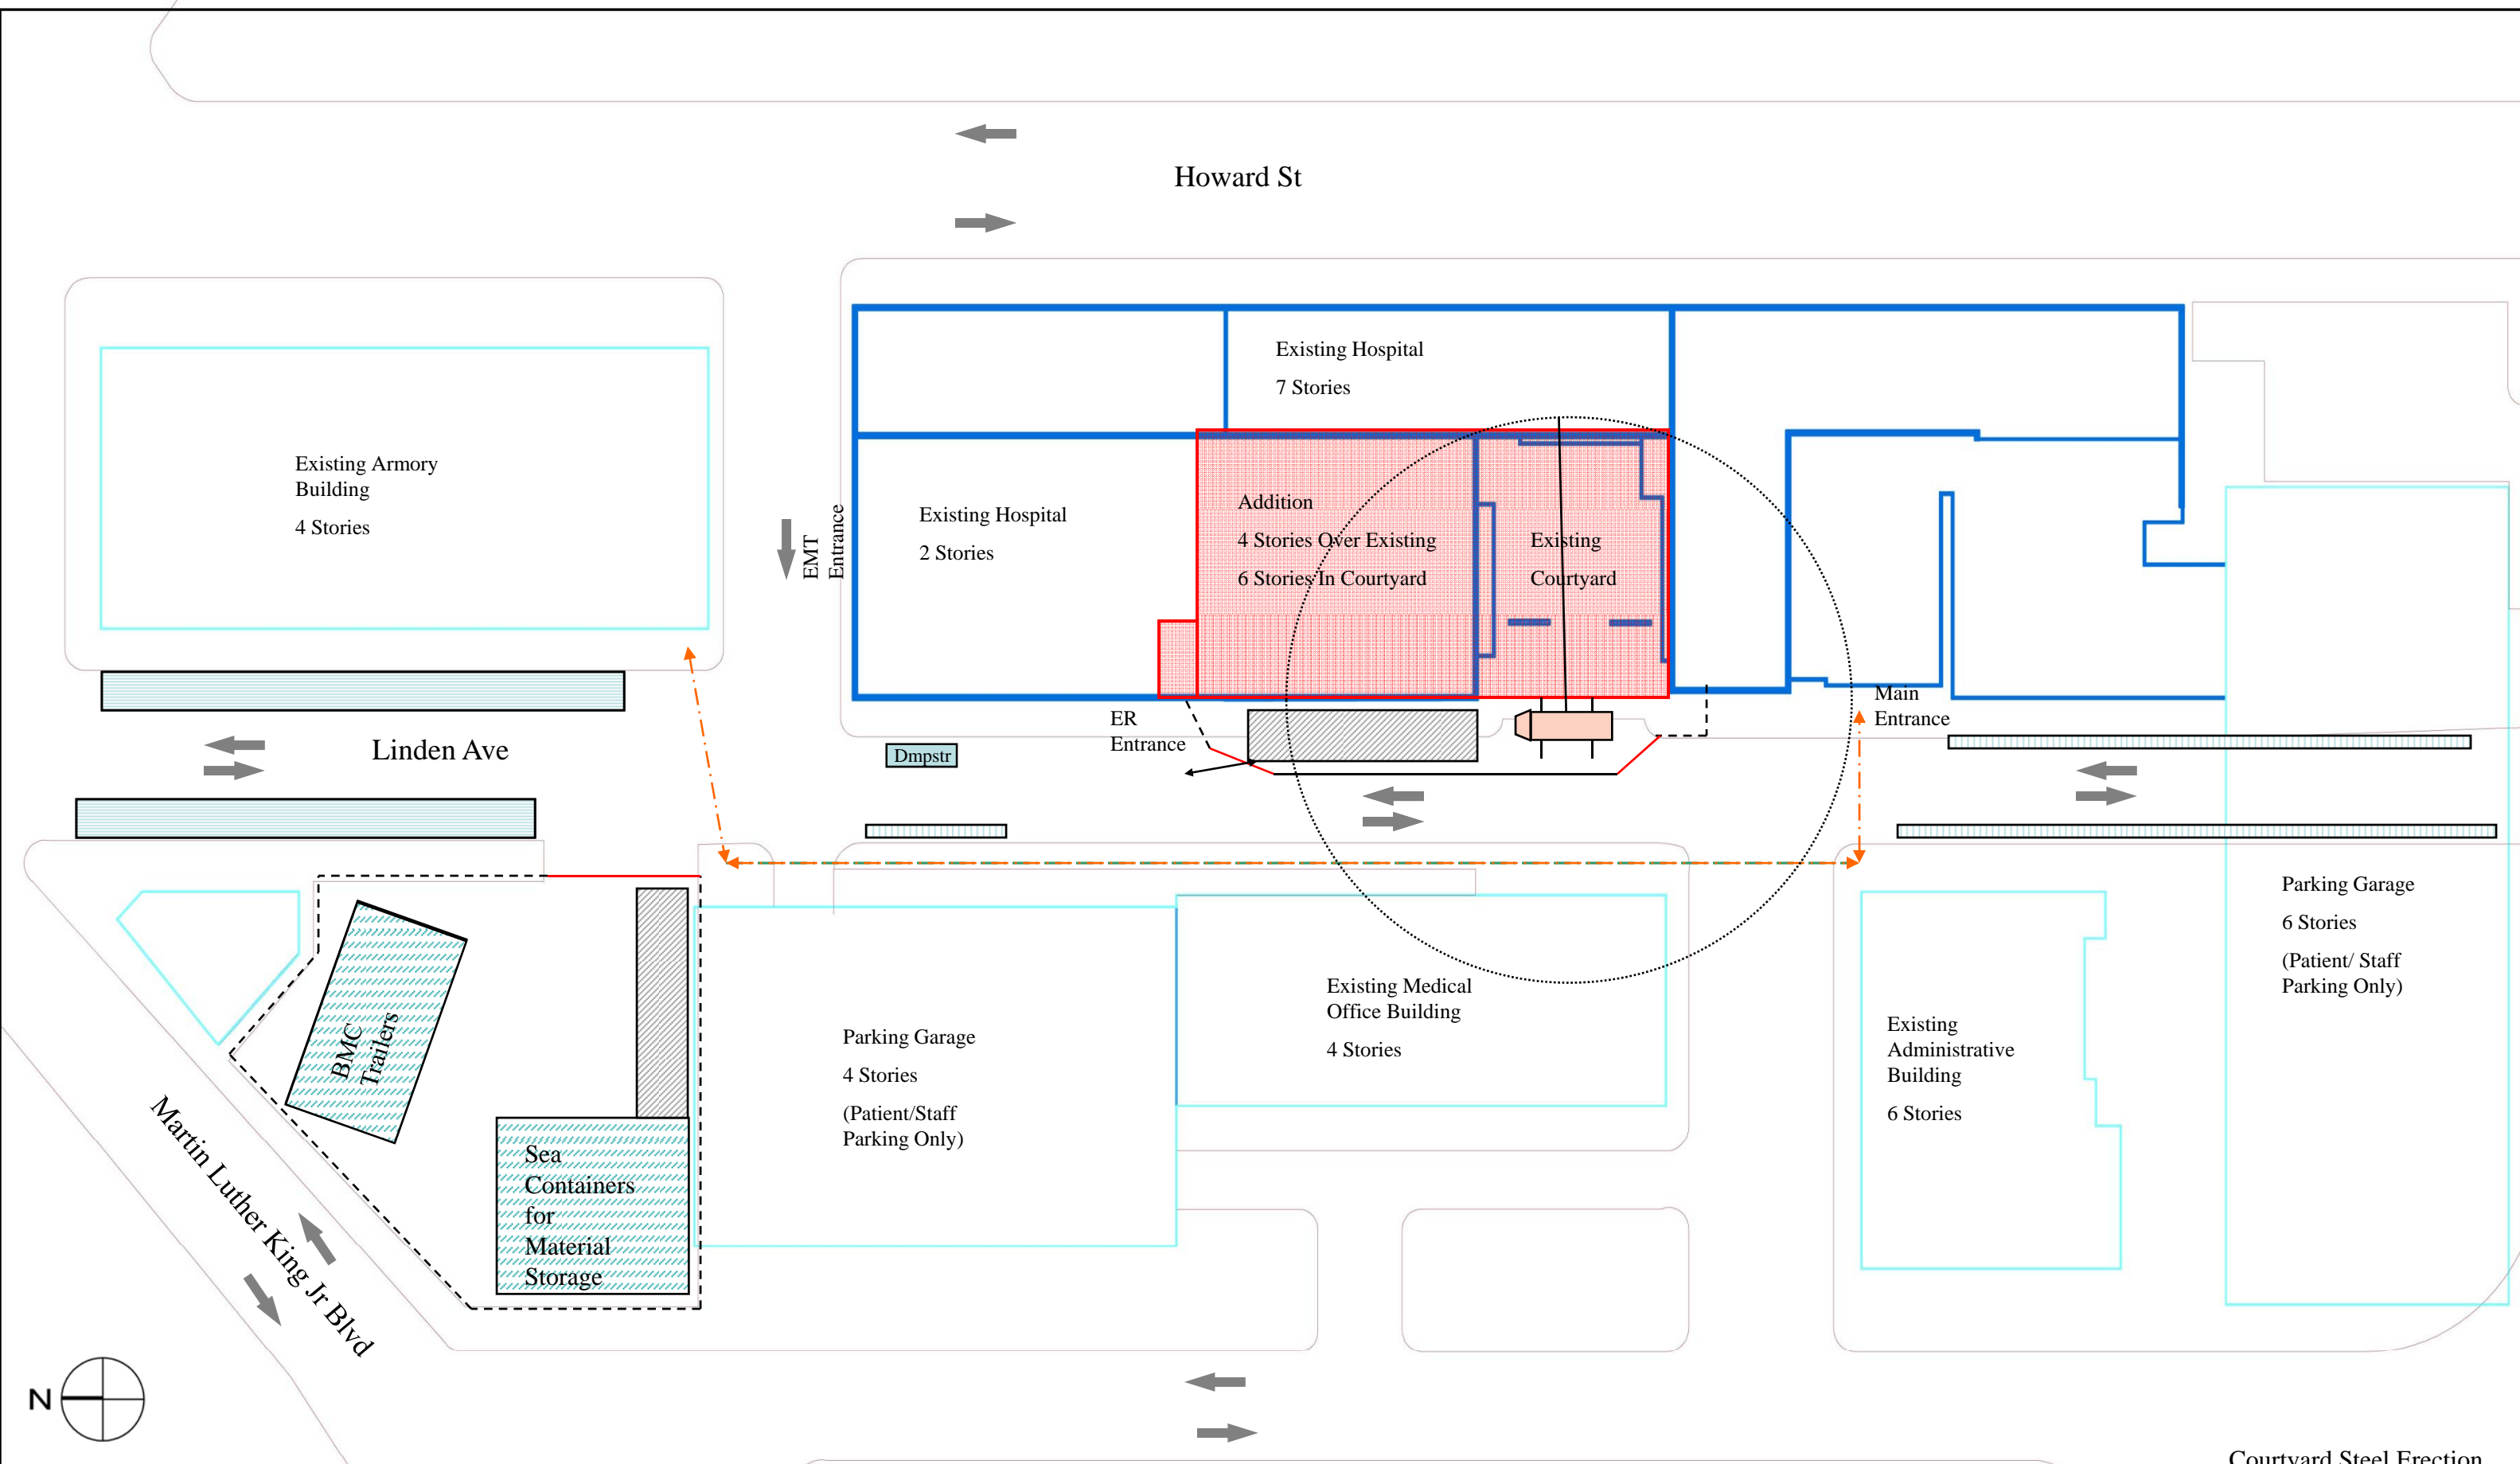 Howard St
Existing Hospital
7 Stories
Existing Armory
Building
4 Stories
EMT
Entrance
Existing Hospital
2 Stories
Addition
4 Stories Over Existing
6 Stories In Courtyard
Existing
Courtyard
ER
Entrance
Main
Entrance
Linden Ave
Dmpstr
Parking Garage
6 Stories
(Patient/ Staff
Parking Only)
Existing Medical
Office Building
4 Stories
Existing
Administrative
Building
6 Stories
BMC
Trailers
Parking Garage
4 Stories
(Patient/Staff
Parking Only)
Sea
Containers
for
Material
Storage
Martin Luther King Jr Blvd
N
Courtyard Steel Erection